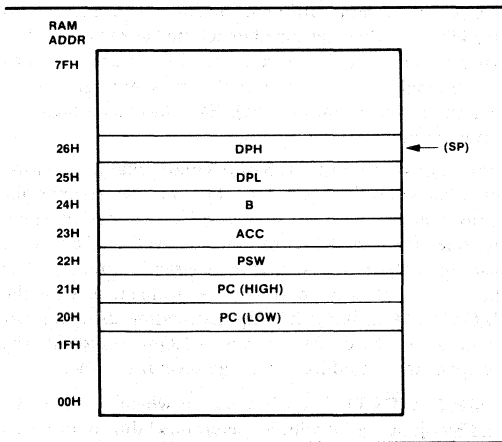 RAM
ADDR
7FH
26H DPH (SP)
25H DPL
24H B
23H ACC
22H PSW
21H PC (HIGH)
20H PC (LOW)
1FH
00H